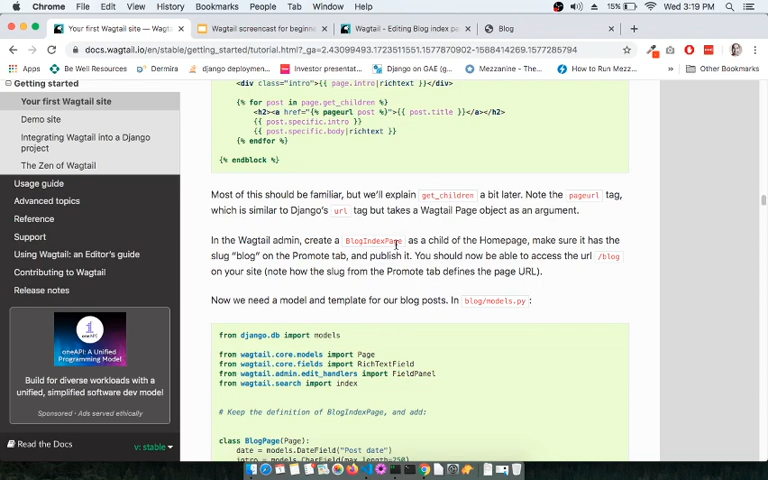 Chrome File Edit View History Bookmarks People Tab Window Help
15% Wed 3:19 PM
Your first Wagtail site — Wagt
Wagtail screencast for beginne
Wagtail - Editing Blog index pa
Blog
docs.wagtail.io/en/stable/getting_started/tutorial.html?_ga=2.43099493.1723511551.1577870902-1588414269.1577285794
Apps
Be Well Resources
Dermira
django deploymen...
Investor presentat...
Django on GAE (g...
Mezzanine - The...
How to Run Mezz...
Other Bookmarks
Getting started
Your first Wagtail site
Demo site
Integrating Wagtail into a Django
project
The Zen of Wagtail
Usage guide
Advanced topics
Reference
Support
Using Wagtail: an Editor's guide
Contributing to Wagtail
Release notes
oneAPI: A Unified
Programming Model
Build for diverse workloads with a
unified, simplified software dev model
Sponsored · Ads served ethically
Read the Docs
v: stable
<div class="intro">{{ page.intro|richtext }}</div>
{% for post in page.get_children %}
<h2><a href="{% pageurl post %}">{{ post.title }}</a></h2>
{{ post.specific.intro }}
{{ post.specific.body|richtext }}
{% endfor %}
{% endblock %}
Most of this should be familiar, but we'll explain get_children a bit later. Note the pageurl tag,
which is similar to Django's url tag but takes a Wagtail Page object as an argument.
In the Wagtail admin, create a BlogIndexPage as a child of the Homepage, make sure it has the
slug "blog" on the Promote tab, and publish it. You should now be able to access the url /blog
on your site (note how the slug from the Promote tab defines the page URL).
Now we need a model and template for our blog posts. In blog/models.py :
from django.db import models
from wagtail.core.models import Page
from wagtail.core.fields import RichTextField
from wagtail.admin.edit_handlers import FieldPanel
from wagtail.search import index
# Keep the definition of BlogIndexPage, and add:
class BlogPage(Page):
date = models.DateField("Post date")
intro = models.CharField(max_length=250)